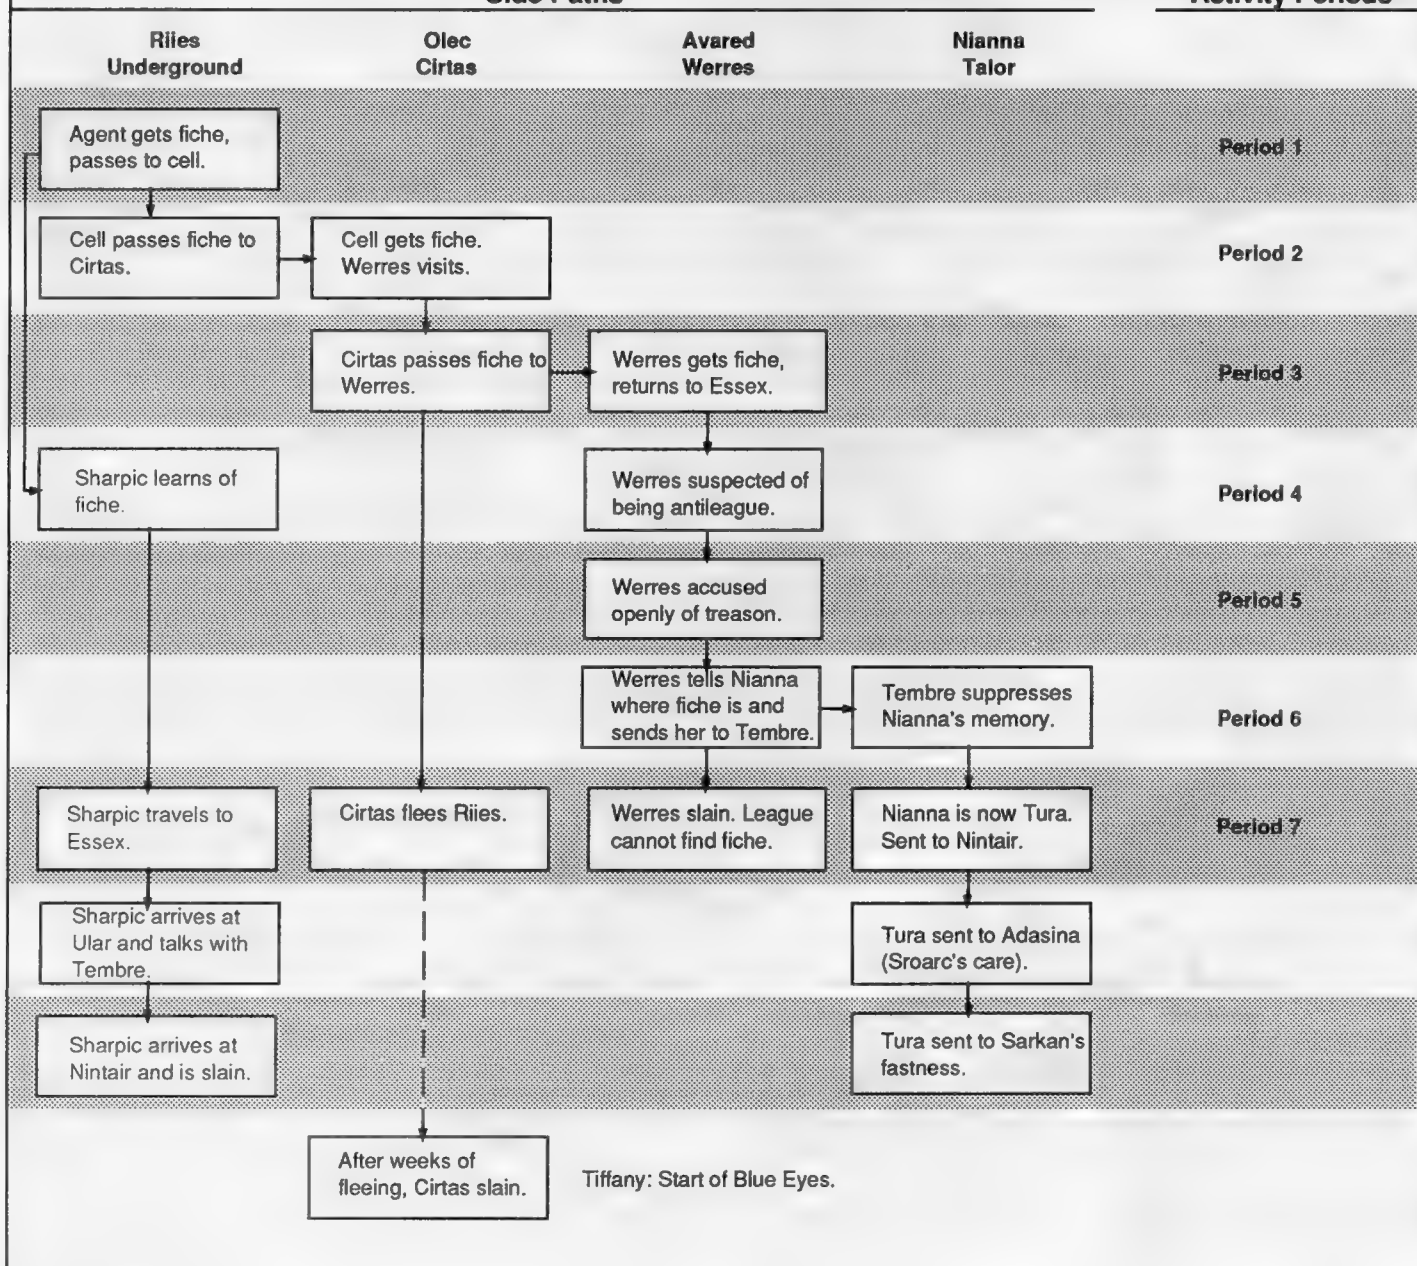 Riies
Underground
Olec
Cirtas
Avared
Werres
Nianna
Talor
Agent gets fiche,
passes to cell.
Period 1
Cell passes fiche to
Cirtas.
Cell gets fiche.
Werres visits.
Period 2
Cirtas passes fiche to
Werres.
Werres gets fiche,
returns to Essex.
Period 3
Sharpic learns of
fiche.
Werres suspected of
being antileague.
Period 4
Werres accused
openly of treason.
Period 5
Werres tells Nianna
where fiche is and
sends her to Tembre.
Tembre suppresses
Nianna's memory.
Period 6
Sharpic travels to
Essex.
Cirtas flees Riies.
Werres slain. League
cannot find fiche.
Nianna is now Tura.
Sent to Nintair.
Period 7
Sharpic arrives at
Ular and talks with
Tembre.
Tura sent to Adasina
(Sroarc's care).
Sharpic arrives at
Nintair and is slain.
Tura sent to Sarkan's
fastness.
After weeks of
fleeing, Cirtas slain.
Tiffany: Start of Blue Eyes.